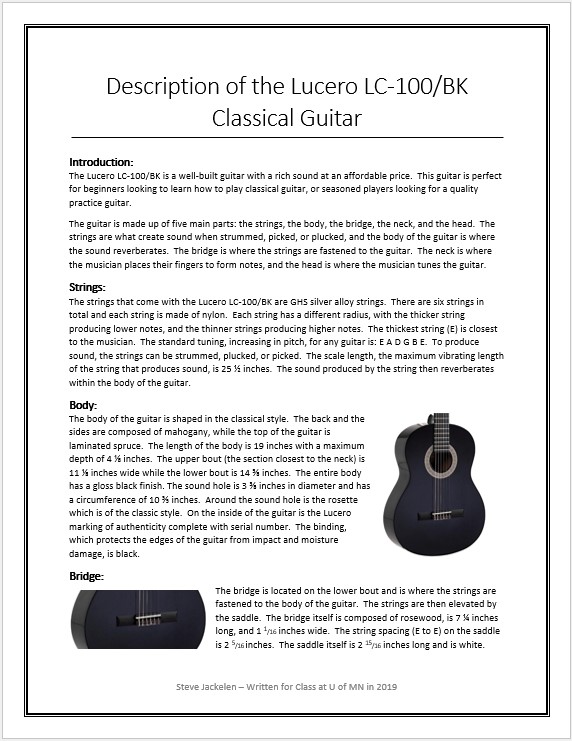 Description of the Lucero LC-100/BK
Classical Guitar
Introduction:
The Lucero LC-100/BK is a well-built guitar with a rich sound at an affordable price. This guitar is perfect
for beginners looking to learn how to play classical guitar, or seasoned players looking for a quality
practice guitar.
The guitar is made up of five main parts: the strings, the body, the bridge, the neck, and the head. The
strings are what create sound when strummed, picked, or plucked, and the body of the guitar is where
the sound reverberates. The bridge is where the strings are fastened to the guitar. The neck is where
the musician places their fingers to form notes, and the head is where the musician tunes the guitar.
Strings:
The strings that come with the Lucero LC-100/BK are GHS silver alloy strings. There are six strings in
total and each string is made of nylon. Each string has a different radius, with the thicker string
producing lower notes, and the thinner strings producing higher notes. The thickest string (E) is closest
to the musician. The standard tuning, increasing in pitch, for any guitar is: E A D G B E. To produce
sound, the strings can be strummed, plucked, or picked. The scale length, the maximum vibrating length
of the string that produces sound, is 25 ½ inches. The sound produced by the string then reverberates
within the body of the guitar.
Body:
The body of the guitar is shaped in the classical style. The back and the
sides are composed of mahogany, while the top of the guitar is
laminated spruce. The length of the body is 19 inches with a maximum
depth of 4 inches. The upper bout (the section closest to the neck) is
11 inches wide while the lower bout is 14 inches. The entire body
has a gloss black finish. The sound hole is 3 inches in diameter and has
a circumference of 10 inches. Around the sound hole is the rosette
which is of the classic style. On the inside of the guitar is the Lucero
marking of authenticity complete with serial number. The binding,
which protects the edges of the guitar from impact and moisture
damage, is black.
Bridge:
The bridge is located on the lower bout and is where the strings are
fastened to the body of the guitar. The strings are then elevated by
the saddle. The bridge itself is composed of rosewood, is 7 ¼ inches
long, and 1 1/16 inches wide. The string spacing (E to E) on the saddle
is 2 5/16 inches. The saddle itself is 2 15/16 inches long and is white.
Steve Jackelen – Written for Class at U of MN in 2019